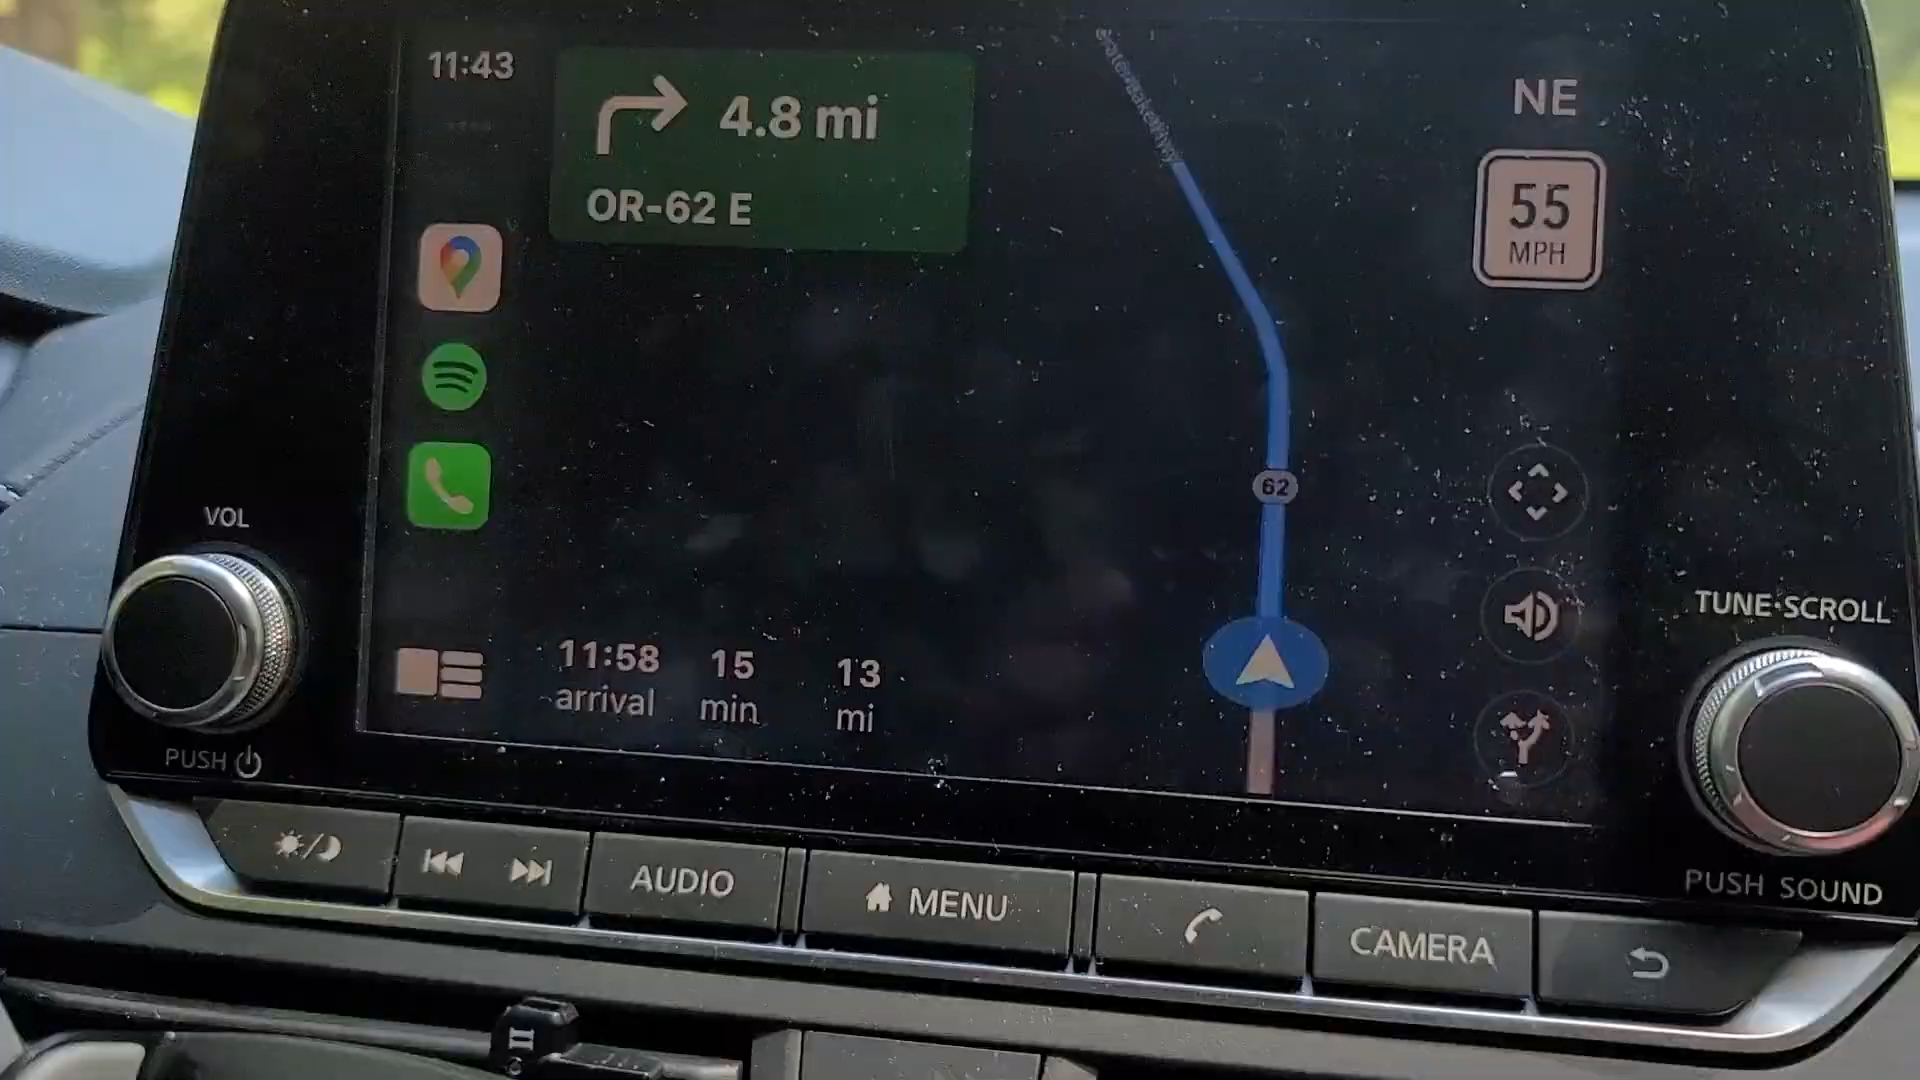 11:43
4.8 mi
OR-62 E
NE
55
MPH
62
11:58
arrival
15
min
13
mi
VOL
PUSH
TUNE·SCROLL
PUSH SOUND
AUDIO
MENU
CAMERA